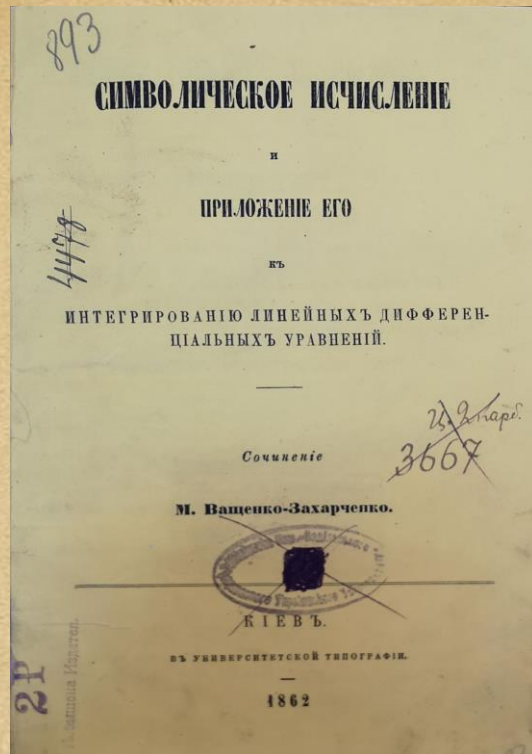 893
СИМВОЛИЧЕСКОЕ ИСЧИСЛЕНІЕ
и
ПРИЛОЖЕНІЕ ЕГО
къ
4478
ИНТЕГРИРОВАНІЮ ЛИНЕЙНЫХЪ ДИФФЕРЕН-
ЦІАЛЬНЫХЪ УРАВНЕНІЙ.
Сочиненіе
3667
М. Ващенко-Захарченко.
КІЕВЪ.
ВЪ УНИВЕРСИТЕТСКОЙ ТИПОГРАФІИ.
1862
2Р